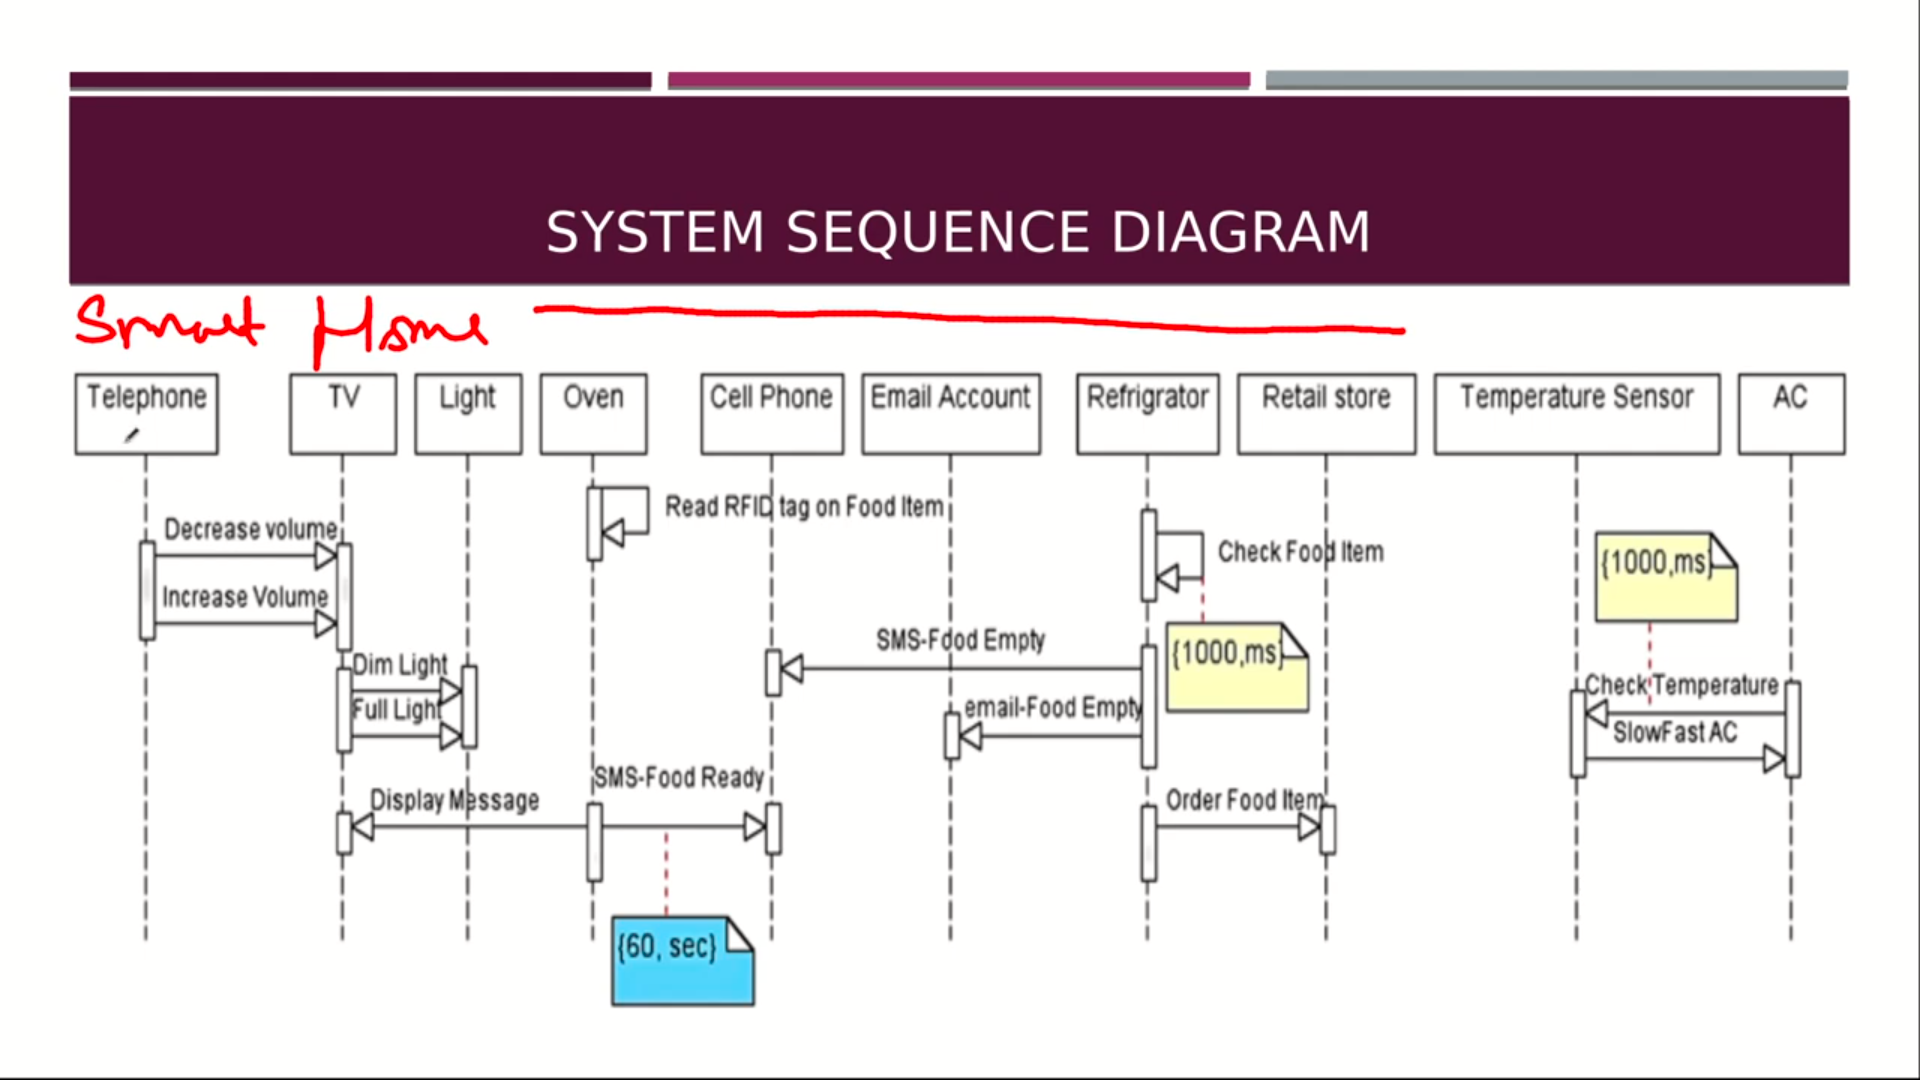 SYSTEM SEQUENCE DIAGRAM
Smart Home
Telephone
TV
Light
Oven
Cell Phone
Email Account
Refrigrator
Retail store
Temperature Sensor
AC
Read RFID tag on Food Item
Decrease volume
Check Food Item
{1000,ms}
Increase Volume
SMS-Food Empty
{1000,ms}
Dim Light
Check Temperature
Full Light
email-Food Empty
SlowFast AC
SMS-Food Ready
Display Message
Order Food Item
{60, sec}